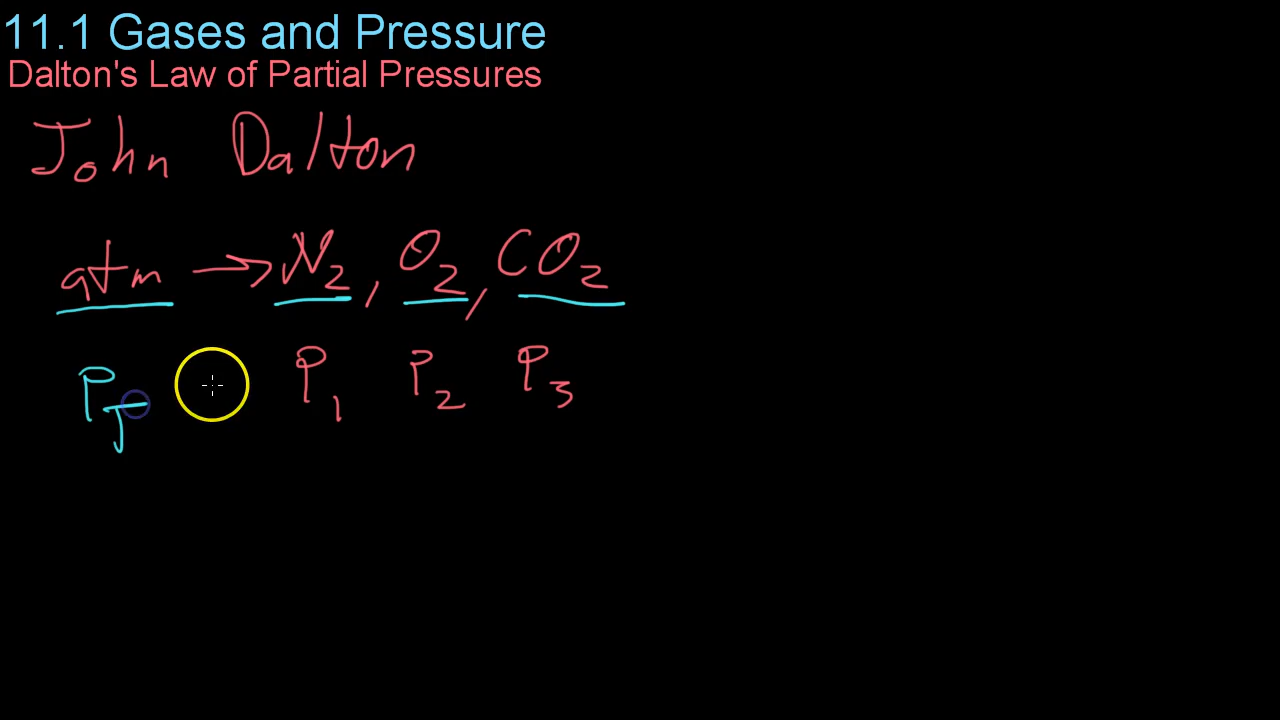 11.1 Gases and Pressure
Dalton's Law of Partial Pressures
John Dalton
atm → N₂, O₂, CO₂
P_T P₁ P₂ P₃